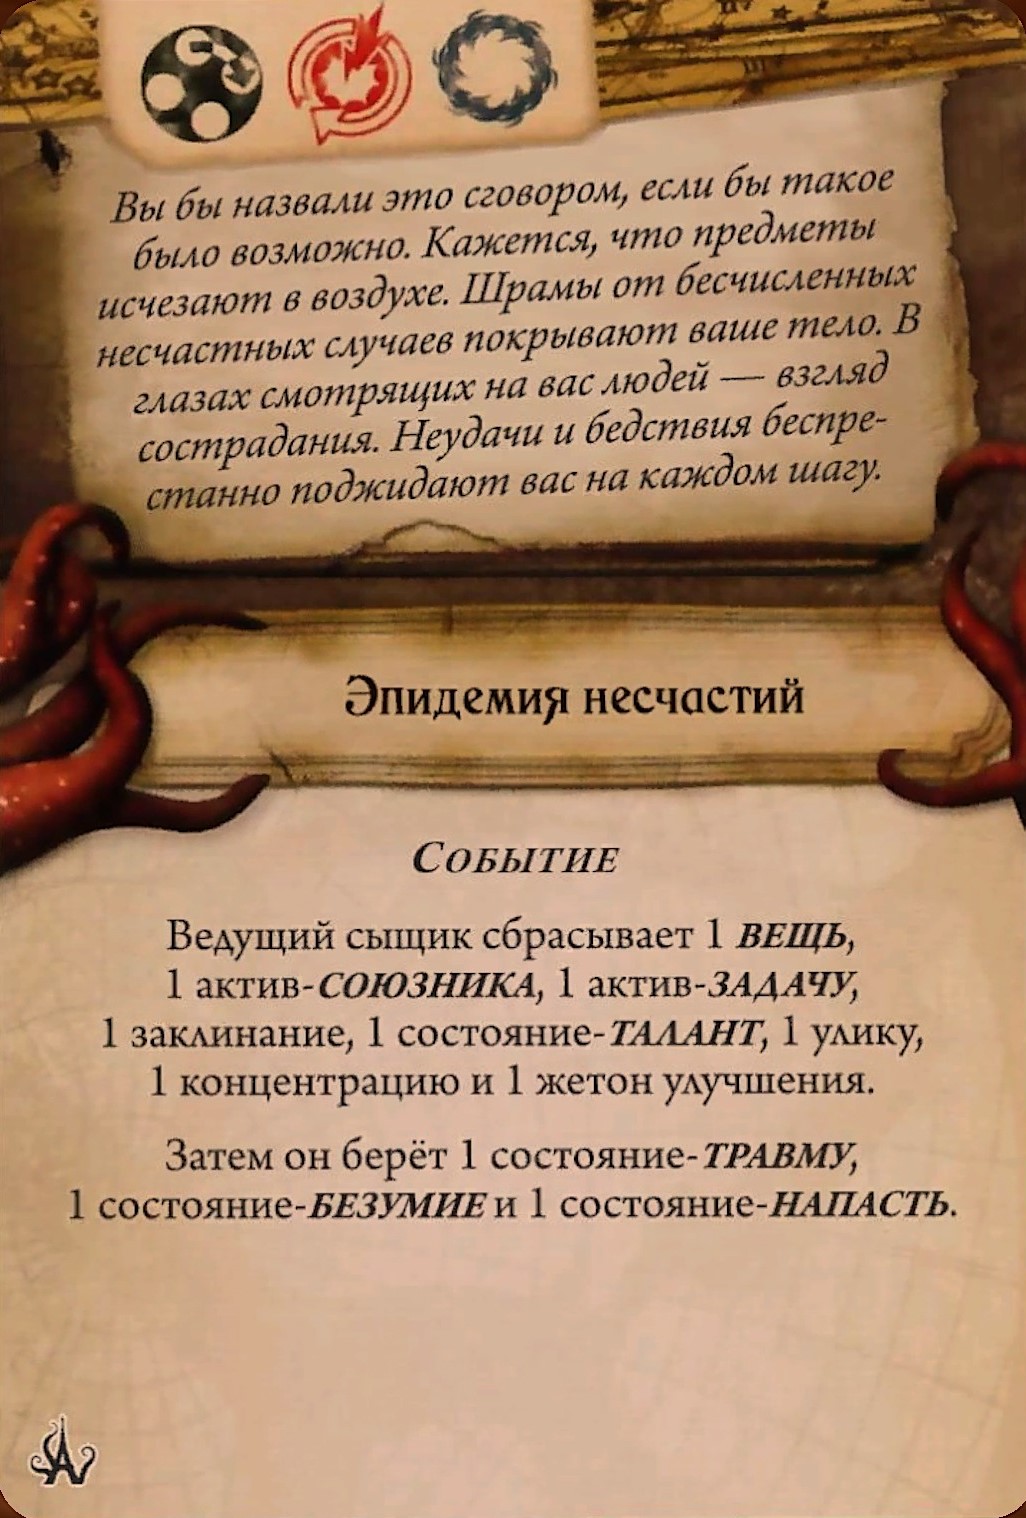 Вы бы назвали это сговором, если бы такое
было возможно. Кажется, что предметы
исчезают в воздухе. Шрамы от бесчисленных
несчастных случаев покрывают ваше тело. В
глазах смотрящих на вас людей — взгляд
сострадания. Неудачи и бедствия беспре-
станно поджидают вас на каждом шагу.
Эпидемия несчастий
Событие
Ведущий сыщик сбрасывает 1 ВЕЩЬ,
1 актив-СОЮЗНИКА, 1 актив-ЗАДАЧУ,
1 заклинание, 1 состояние-ТАЛАНТ, 1 улику,
1 концентрацию и 1 жетон улучшения.
Затем он берёт 1 состояние-ТРАВМУ,
1 состояние-БЕЗУМИЕ и 1 состояние-НАПАСТЬ.